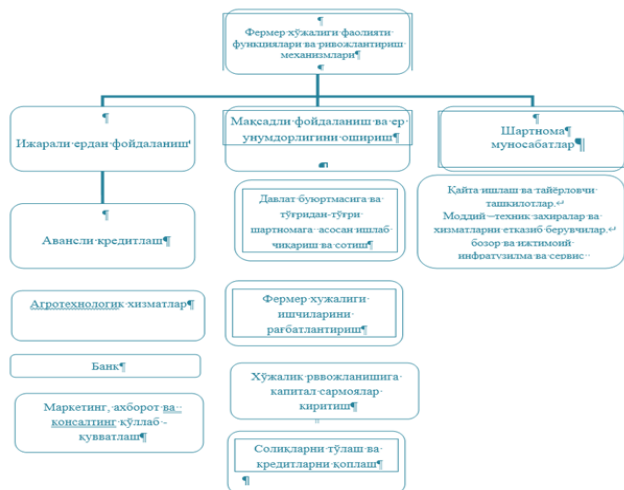 Фермер хўжалиги фаолияти
функциялари ва ривожлантириш
механизмлари
Ижарали ердан фойдаланиш
Мақсадли фойдаланиш ва ер
унумдорлигини ошириш
Шартнома
муносабатлар
Авансли кредитлаш
Давлат буюртмасига ва
тўғридан-тўғри
шартномага асосан ишлаб
чиқариш ва сотиш
Қайта ишлаш ва тайёрловчи
ташкилотлар.
Моддий –техник захиралар ва
хизматларни етказиб берувчилар.
бозор ва ижтимоий
инфратузилма ва сервис
Агротехнологик хизматлар
Фермер хужалиги
ишчиларини
рағбатлантириш
Банк
Хўжалик рввожланишига
капитал сармоялар
киритиш
Маркетинг, ахборот ва
консалтинг қўллаб -
қувватлаш
Солиқларни тўлаш ва
кредитларни қоплаш